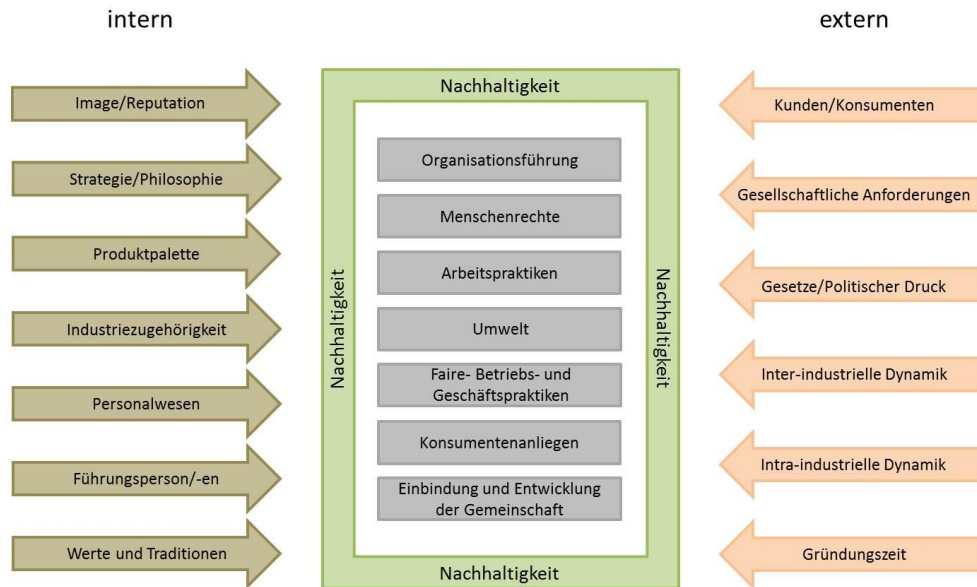 intern
extern
Image/Reputation
Strategie/Philosophie
Produktpalette
Industriezugehörigkeit
Personalwesen
Führungsperson/-en
Werte und Traditionen
Nachhaltigkeit
Nachhaltigkeit
Organisationsführung
Menschenrechte
Arbeitspraktiken
Umwelt
Faire- Betriebs- und
Geschäftspraktiken
Konsumentenanliegen
Einbindung und Entwicklung
der Gemeinschaft
Nachhaltigkeit
Nachhaltigkeit
Kunden/Konsumenten
Gesellschaftliche Anforderungen
Gesetze/Politischer Druck
Inter-industrielle Dynamik
Intra-industrielle Dynamik
Gründungszeit